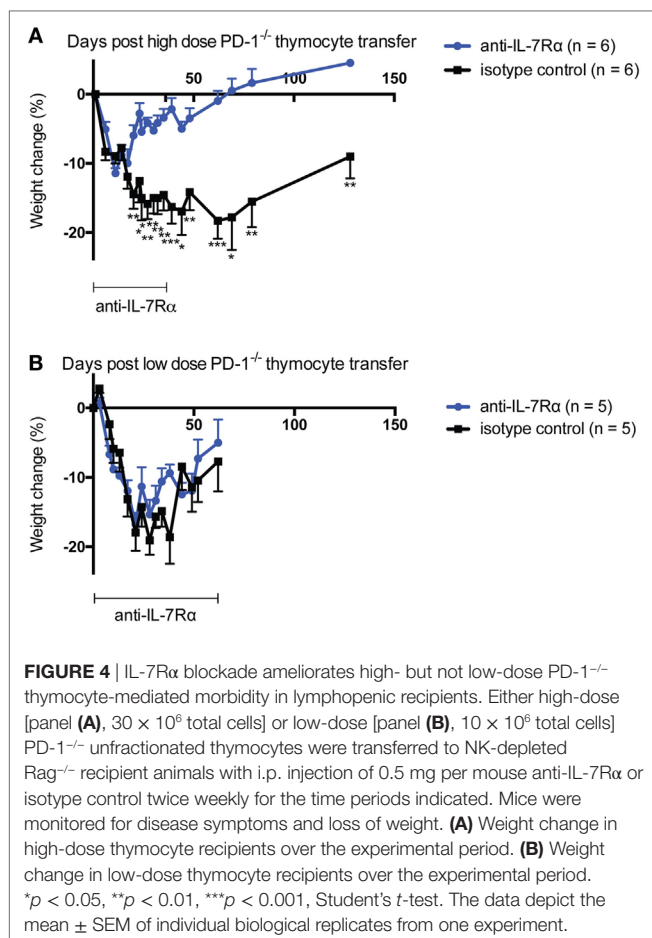 A Days post high dose PD-1⁻/⁻ thymocyte transfer
anti-IL-7Rα (n = 6)
isotype control (n = 6)
50 100 150
0
-10
-20
Weight change (%)
** * * ** ** ** ** *** * ** *** * ** **
anti-IL-7Rα
B Days post low dose PD-1⁻/⁻ thymocyte transfer
anti-IL-7Rα (n = 5)
isotype control (n = 5)
0 50 100 150
-10
-20
Weight change (%)
anti-IL-7Rα
FIGURE 4 | IL-7Rα blockade ameliorates high- but not low-dose PD-1⁻/⁻
thymocyte-mediated morbidity in lymphopenic recipients. Either high-dose
[panel (A), 30 × 10⁶ total cells] or low-dose [panel (B), 10 × 10⁶ total cells]
PD-1⁻/⁻ unfractionated thymocytes were transferred to NK-depleted
Rag⁻/⁻ recipient animals with i.p. injection of 0.5 mg per mouse anti-IL-7Rα or
isotype control twice weekly for the time periods indicated. Mice were
monitored for disease symptoms and loss of weight. (A) Weight change in
high-dose thymocyte recipients over the experimental period. (B) Weight
change in low-dose thymocyte recipients over the experimental period.
*p < 0.05, **p < 0.01, ***p < 0.001, Student's t-test. The data depict the
mean ± SEM of individual biological replicates from one experiment.